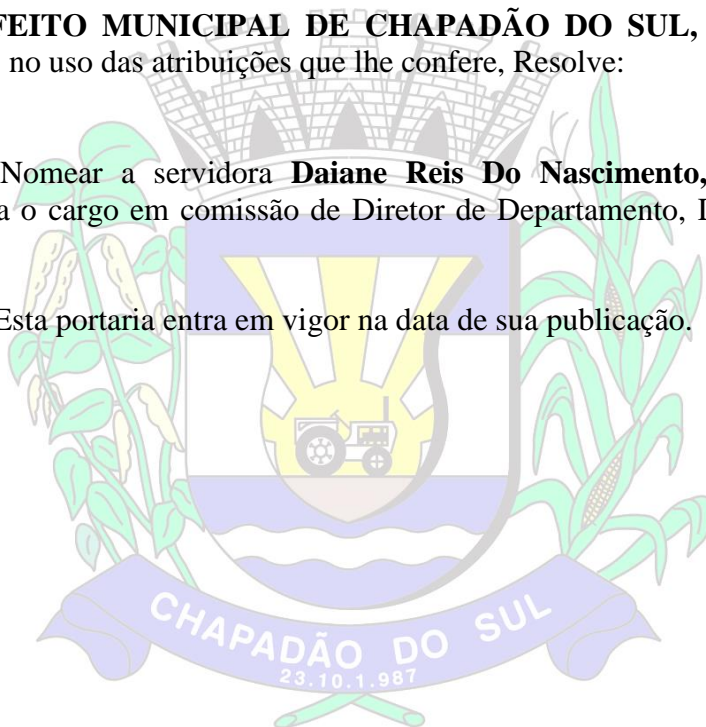 FEITO MUNICIPAL DE CHAPADÃO DO SUL,
no uso das atribuições que lhe confere, Resolve:
Nomear a servidora Daiane Reis Do Nascimento,
a o cargo em comissão de Diretor de Departamento,
Esta portaria entra em vigor na data de sua publicação.
CHAPADÃO DO SUL
23.10.1.987